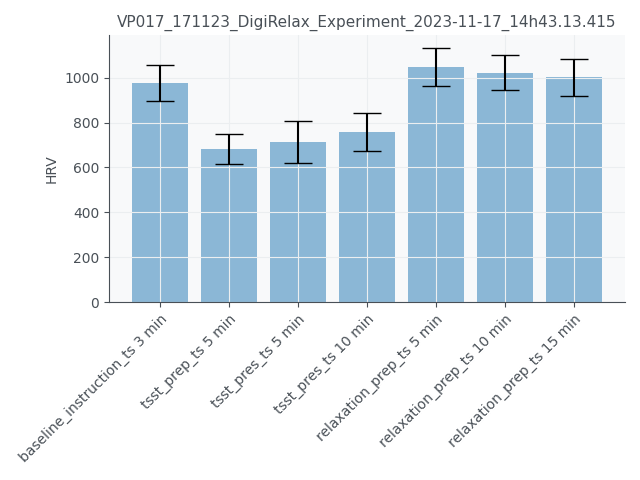 VP017_171123_DigiRelax_Experiment_2023-11-17_14h43.13.415
HRV
1000
800
600
400
200
0
baseline_instruction_ts 3 min
tsst_prep_ts 5 min
tsst_pres_ts 5 min
tsst_pres_ts 10 min
relaxation_prep_ts 5 min
relaxation_prep_ts 10 min
relaxation_prep_ts 15 min